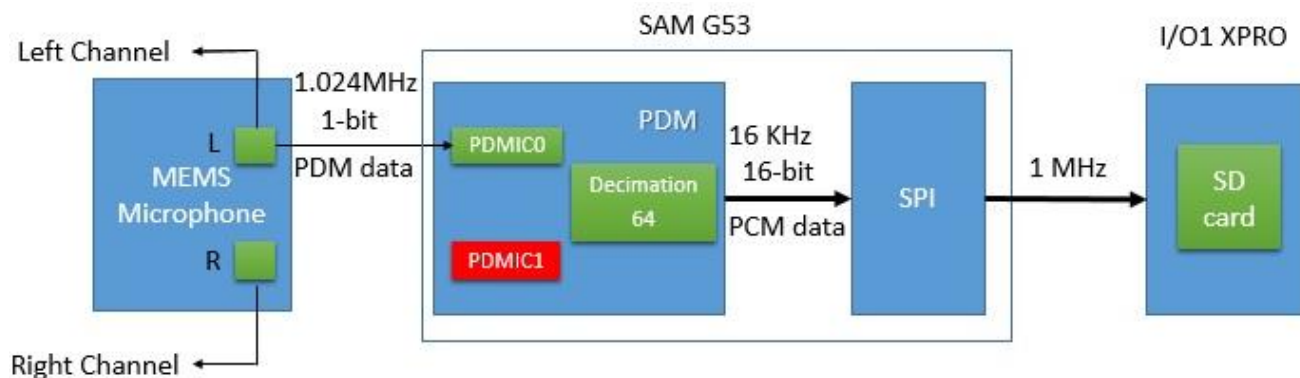 SAM G53
I/O1 XPRO
Left Channel
1.024MHz
1-bit
PDM data
L
MEMS
Microphone
R
Right Channel
PDM
PDMIC0
Decimation
64
PDMIC1
16 KHz
16-bit
PCM data
SPI
1 MHz
SD
card